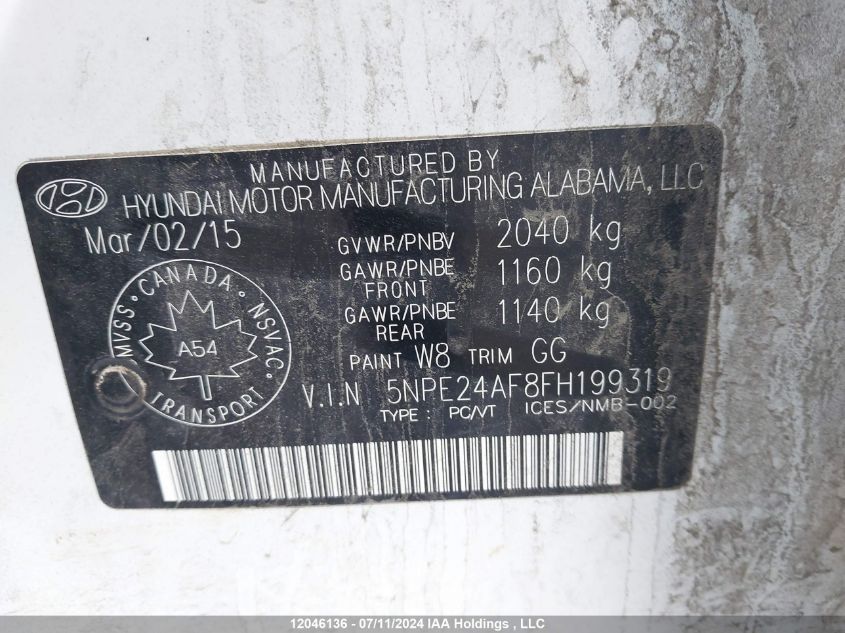 MANUFACTURED BY
HYUNDAI MOTOR MANUFACTURING ALABAMA, LLC
Mar/02/15
GVWR/PNBV 2040 kg
GAWR/PNBE FRONT 1160 kg
GAWR/PNBE REAR 1140 kg
PAINT W8 TRIM GG
V.I.N 5NPE24AF8FH199319
TYPE : PC/VT ICES/NMB-002
CANADA
MVSS NSVAC
A54
TRANSPORT
12046136 - 07/11/2024 IAA Holdings , LLC